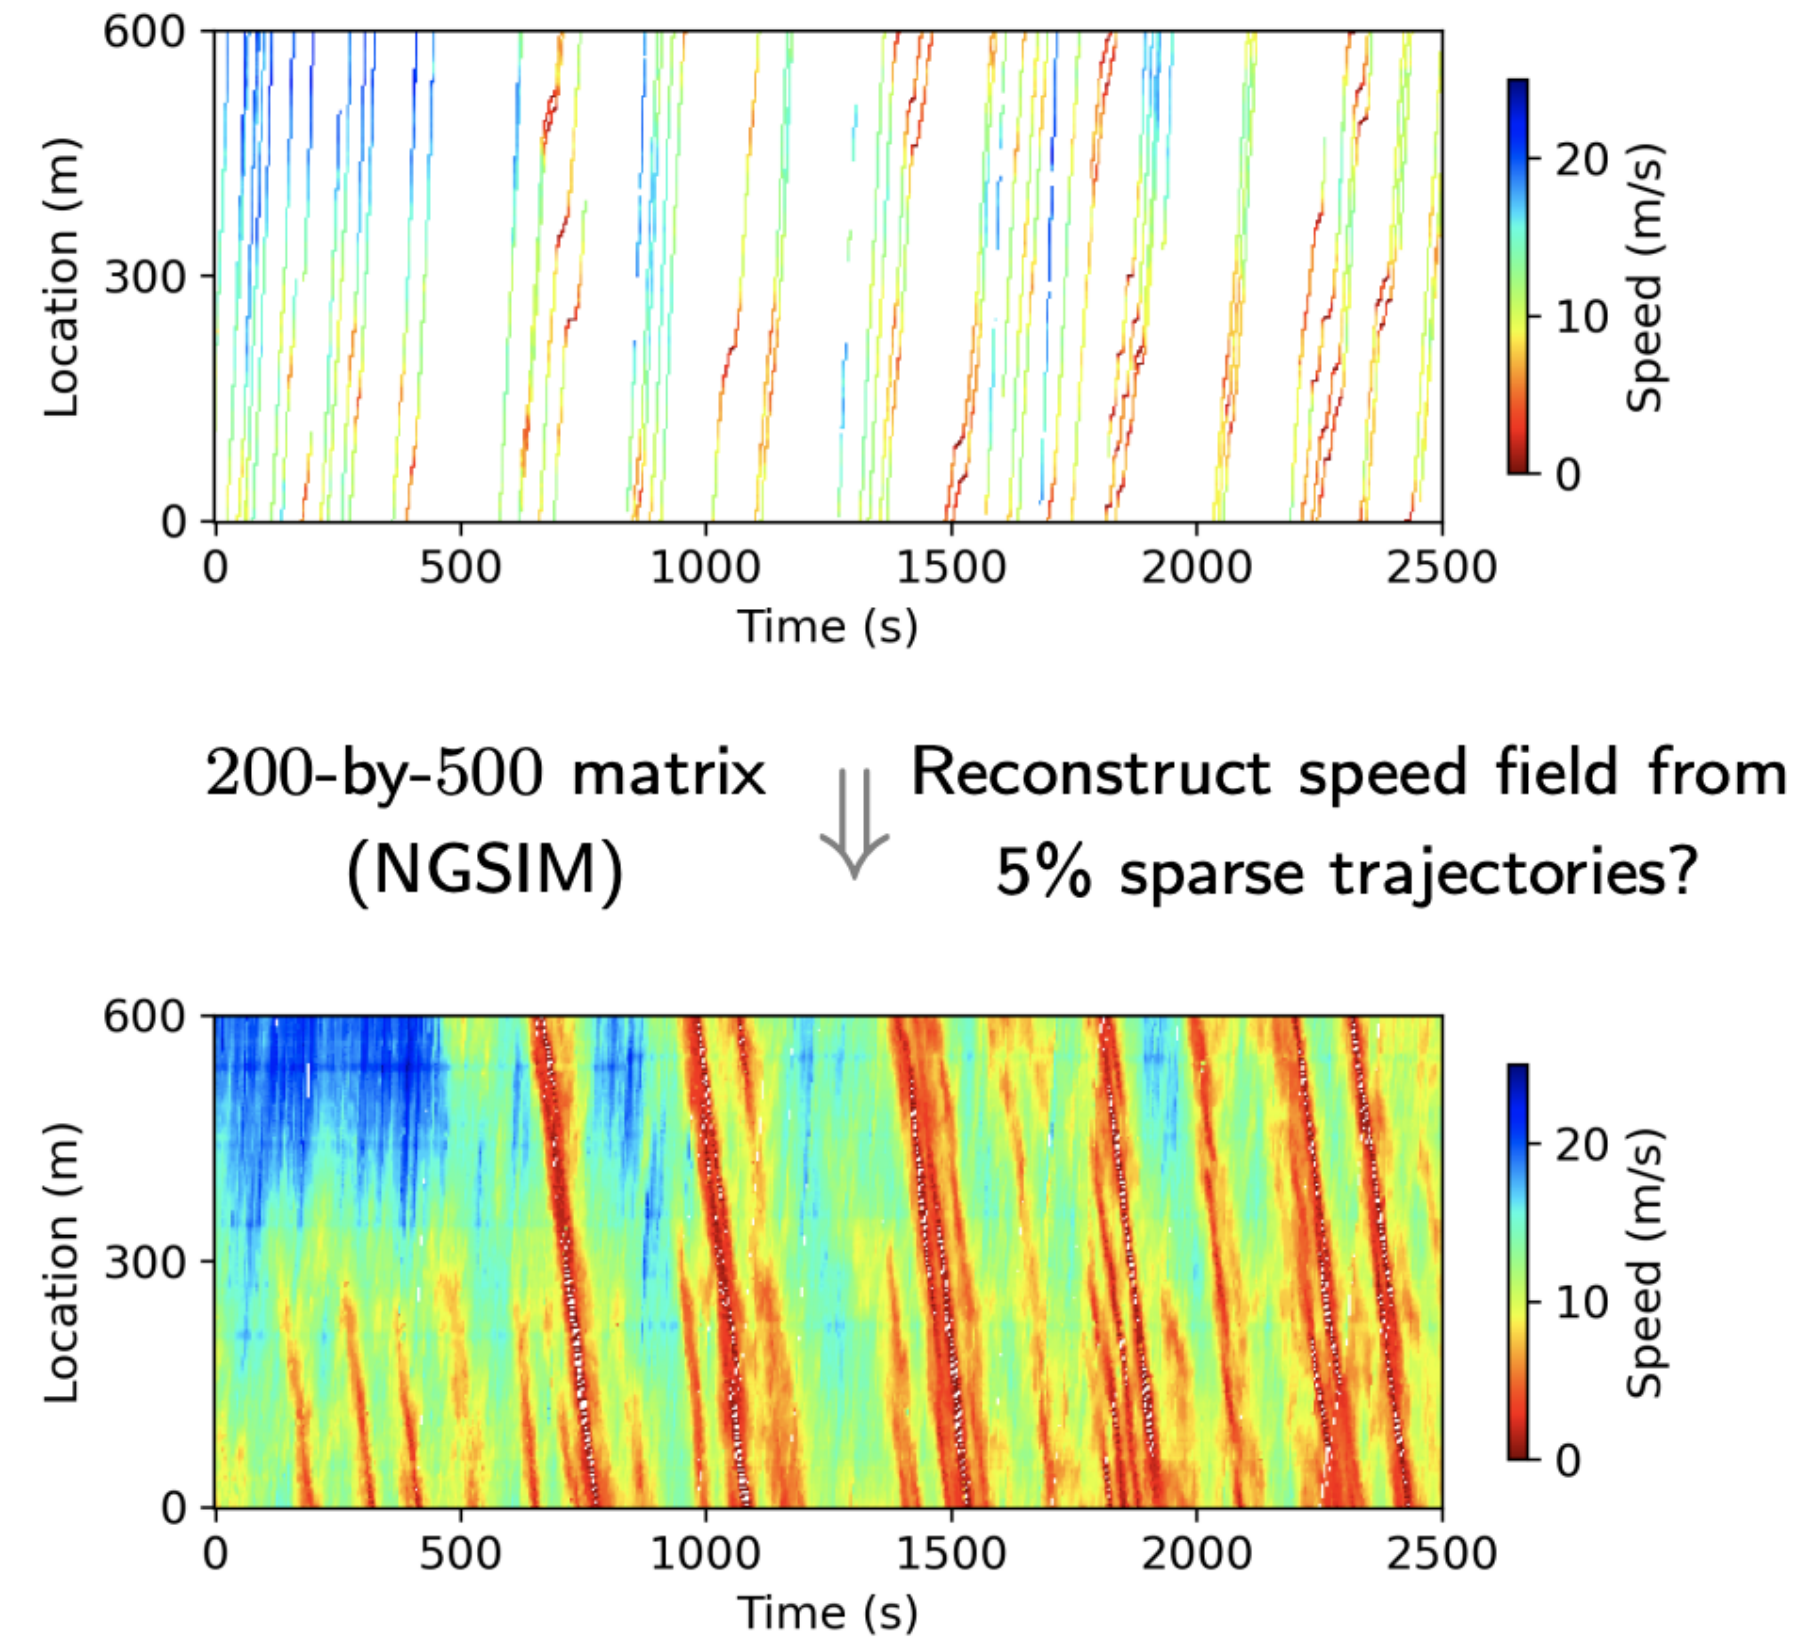 600
300
0
Location (m)
0 500 1000 1500 2000 2500
Time (s)
20
10
0
Speed (m/s)
200-by-500 matrix
(NGSIM)
Reconstruct speed field from
5% sparse trajectories?
600
300
0
Location (m)
0 500 1000 1500 2000 2500
Time (s)
20
10
0
Speed (m/s)